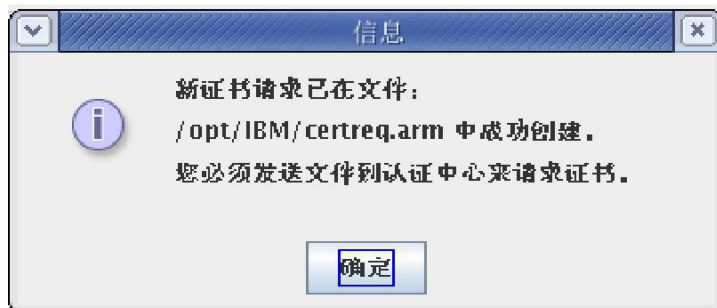 信息
新证书请求已在文件：
/opt/IBM/certreq.arm 中成功创建．
您必须发送文件到认证中心来请求证书．
确定